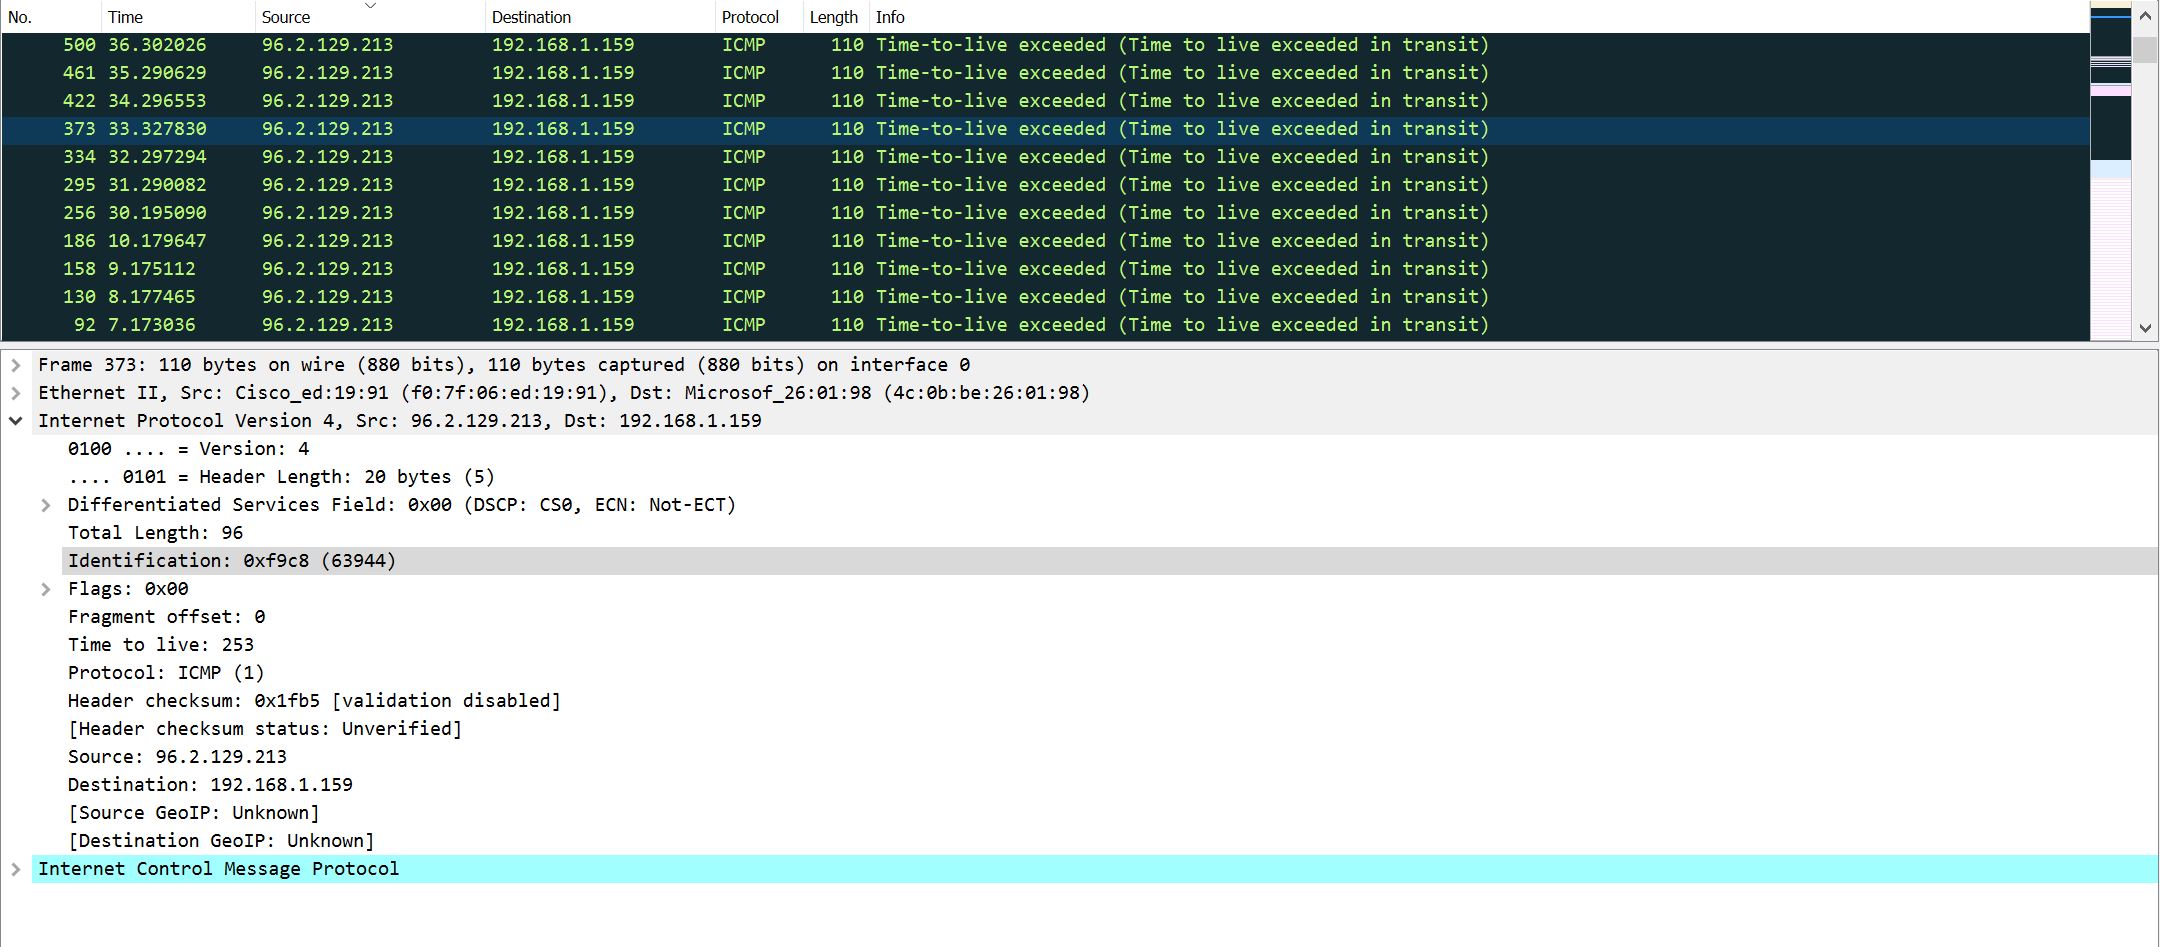 No. Time Source Destination Protocol Length Info
500 36.302026 96.2.129.213 192.168.1.159 ICMP 110 Time-to-live exceeded (Time to live exceeded in transit)
461 35.290629 96.2.129.213 192.168.1.159 ICMP 110 Time-to-live exceeded (Time to live exceeded in transit)
422 34.296553 96.2.129.213 192.168.1.159 ICMP 110 Time-to-live exceeded (Time to live exceeded in transit)
373 33.327830 96.2.129.213 192.168.1.159 ICMP 110 Time-to-live exceeded (Time to live exceeded in transit)
334 32.297294 96.2.129.213 192.168.1.159 ICMP 110 Time-to-live exceeded (Time to live exceeded in transit)
295 31.290082 96.2.129.213 192.168.1.159 ICMP 110 Time-to-live exceeded (Time to live exceeded in transit)
256 30.195090 96.2.129.213 192.168.1.159 ICMP 110 Time-to-live exceeded (Time to live exceeded in transit)
186 10.179647 96.2.129.213 192.168.1.159 ICMP 110 Time-to-live exceeded (Time to live exceeded in transit)
158 9.175112 96.2.129.213 192.168.1.159 ICMP 110 Time-to-live exceeded (Time to live exceeded in transit)
130 8.177465 96.2.129.213 192.168.1.159 ICMP 110 Time-to-live exceeded (Time to live exceeded in transit)
92 7.173036 96.2.129.213 192.168.1.159 ICMP 110 Time-to-live exceeded (Time to live exceeded in transit)
Frame 373: 110 bytes on wire (880 bits), 110 bytes captured (880 bits) on interface 0
Ethernet II, Src: Cisco_ed:19:91 (f0:7f:06:ed:19:91), Dst: Microsof_26:01:98 (4c:0b:be:26:01:98)
Internet Protocol Version 4, Src: 96.2.129.213, Dst: 192.168.1.159
0100 .... = Version: 4
.... 0101 = Header Length: 20 bytes (5)
Differentiated Services Field: 0x00 (DSCP: CS0, ECN: Not-ECT)
Total Length: 96
Identification: 0xf9c8 (63944)
Flags: 0x00
Fragment offset: 0
Time to live: 253
Protocol: ICMP (1)
Header checksum: 0x1fb5 [validation disabled]
[Header checksum status: Unverified]
Source: 96.2.129.213
Destination: 192.168.1.159
[Source GeoIP: Unknown]
[Destination GeoIP: Unknown]
Internet Control Message Protocol